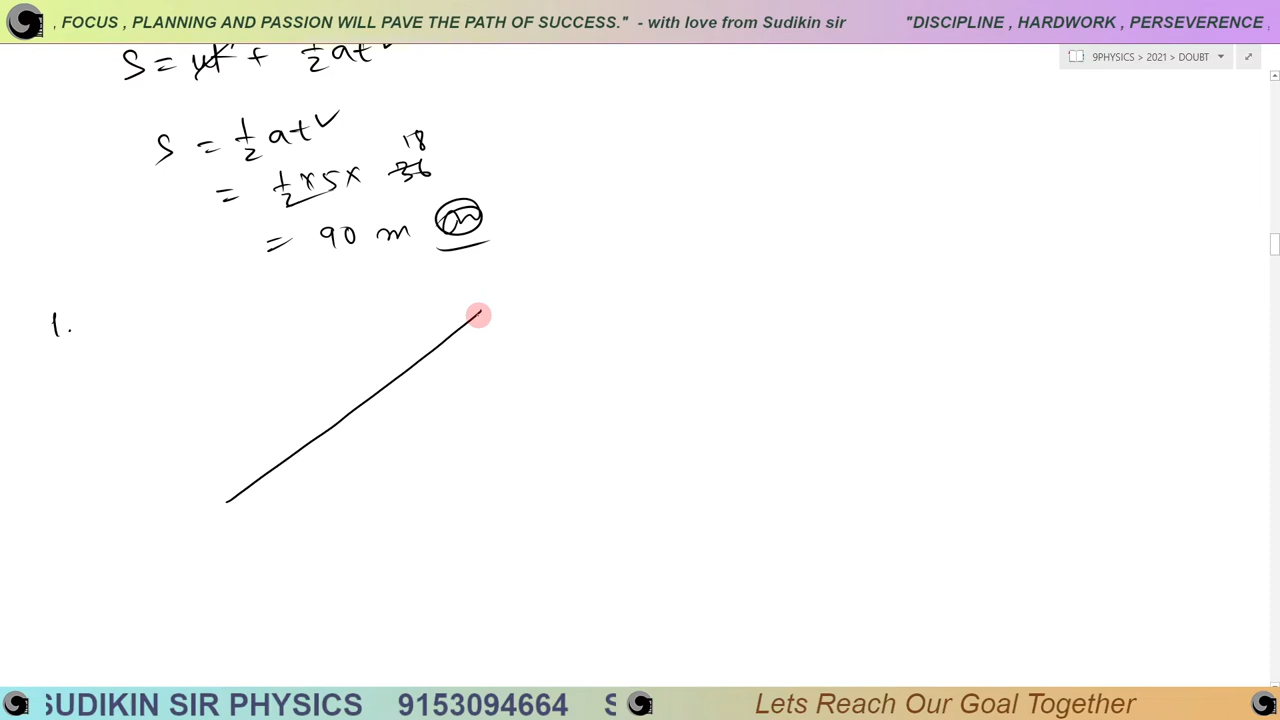 , FOCUS , PLANNING AND PASSION WILL PAVE THE PATH OF SUCCESS." - with love from Sudikin sir "DISCIPLINE , HARDWORK , PERSEVERENCE ,
9PHYSICS > 2021 > DOUBT
S = ut + 1/2 at²
S = 1/2 at²
18
= 1/2 x 5 x 36
= 90 m
1.
SUDIKIN SIR PHYSICS 9153094664 S Lets Reach Our Goal Together